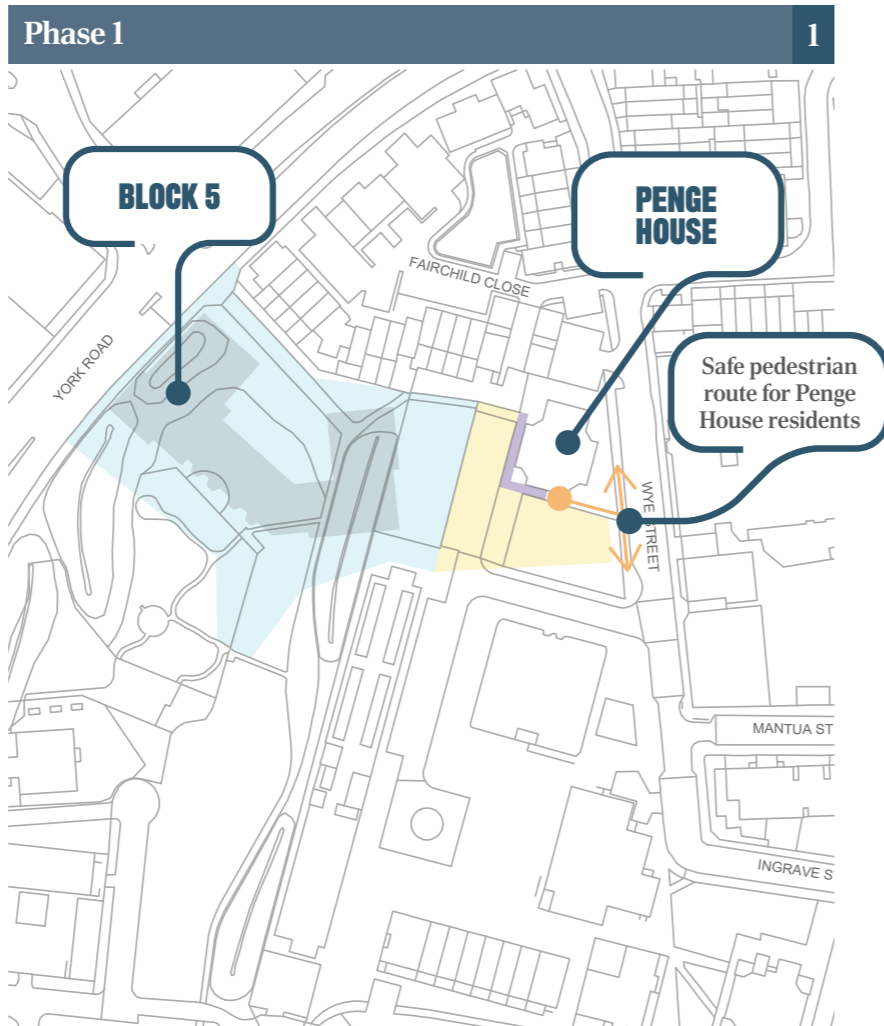 Phase 1
1
BLOCK 5
PENGE
HOUSE
FAIRCHILD CLOSE
YORK ROAD
Safe pedestrian
route for Penge
House residents
WYE STREET
MANTUA ST
INGRAVE S